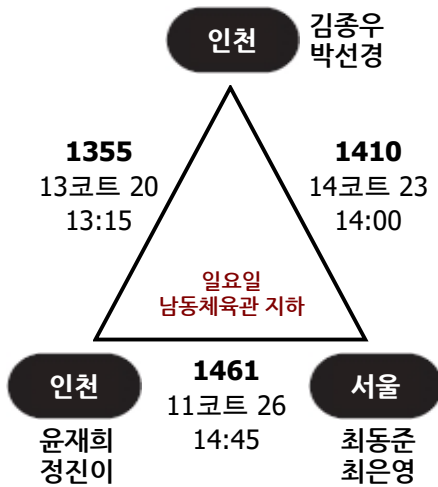 인천
김종우
박선경
1355
13코트 20
13:15
1410
14코트 23
14:00
일요일
남동체육관 지하
인천
윤재희
정진이
1461
11코트 26
14:45
서울
최동준
최은영